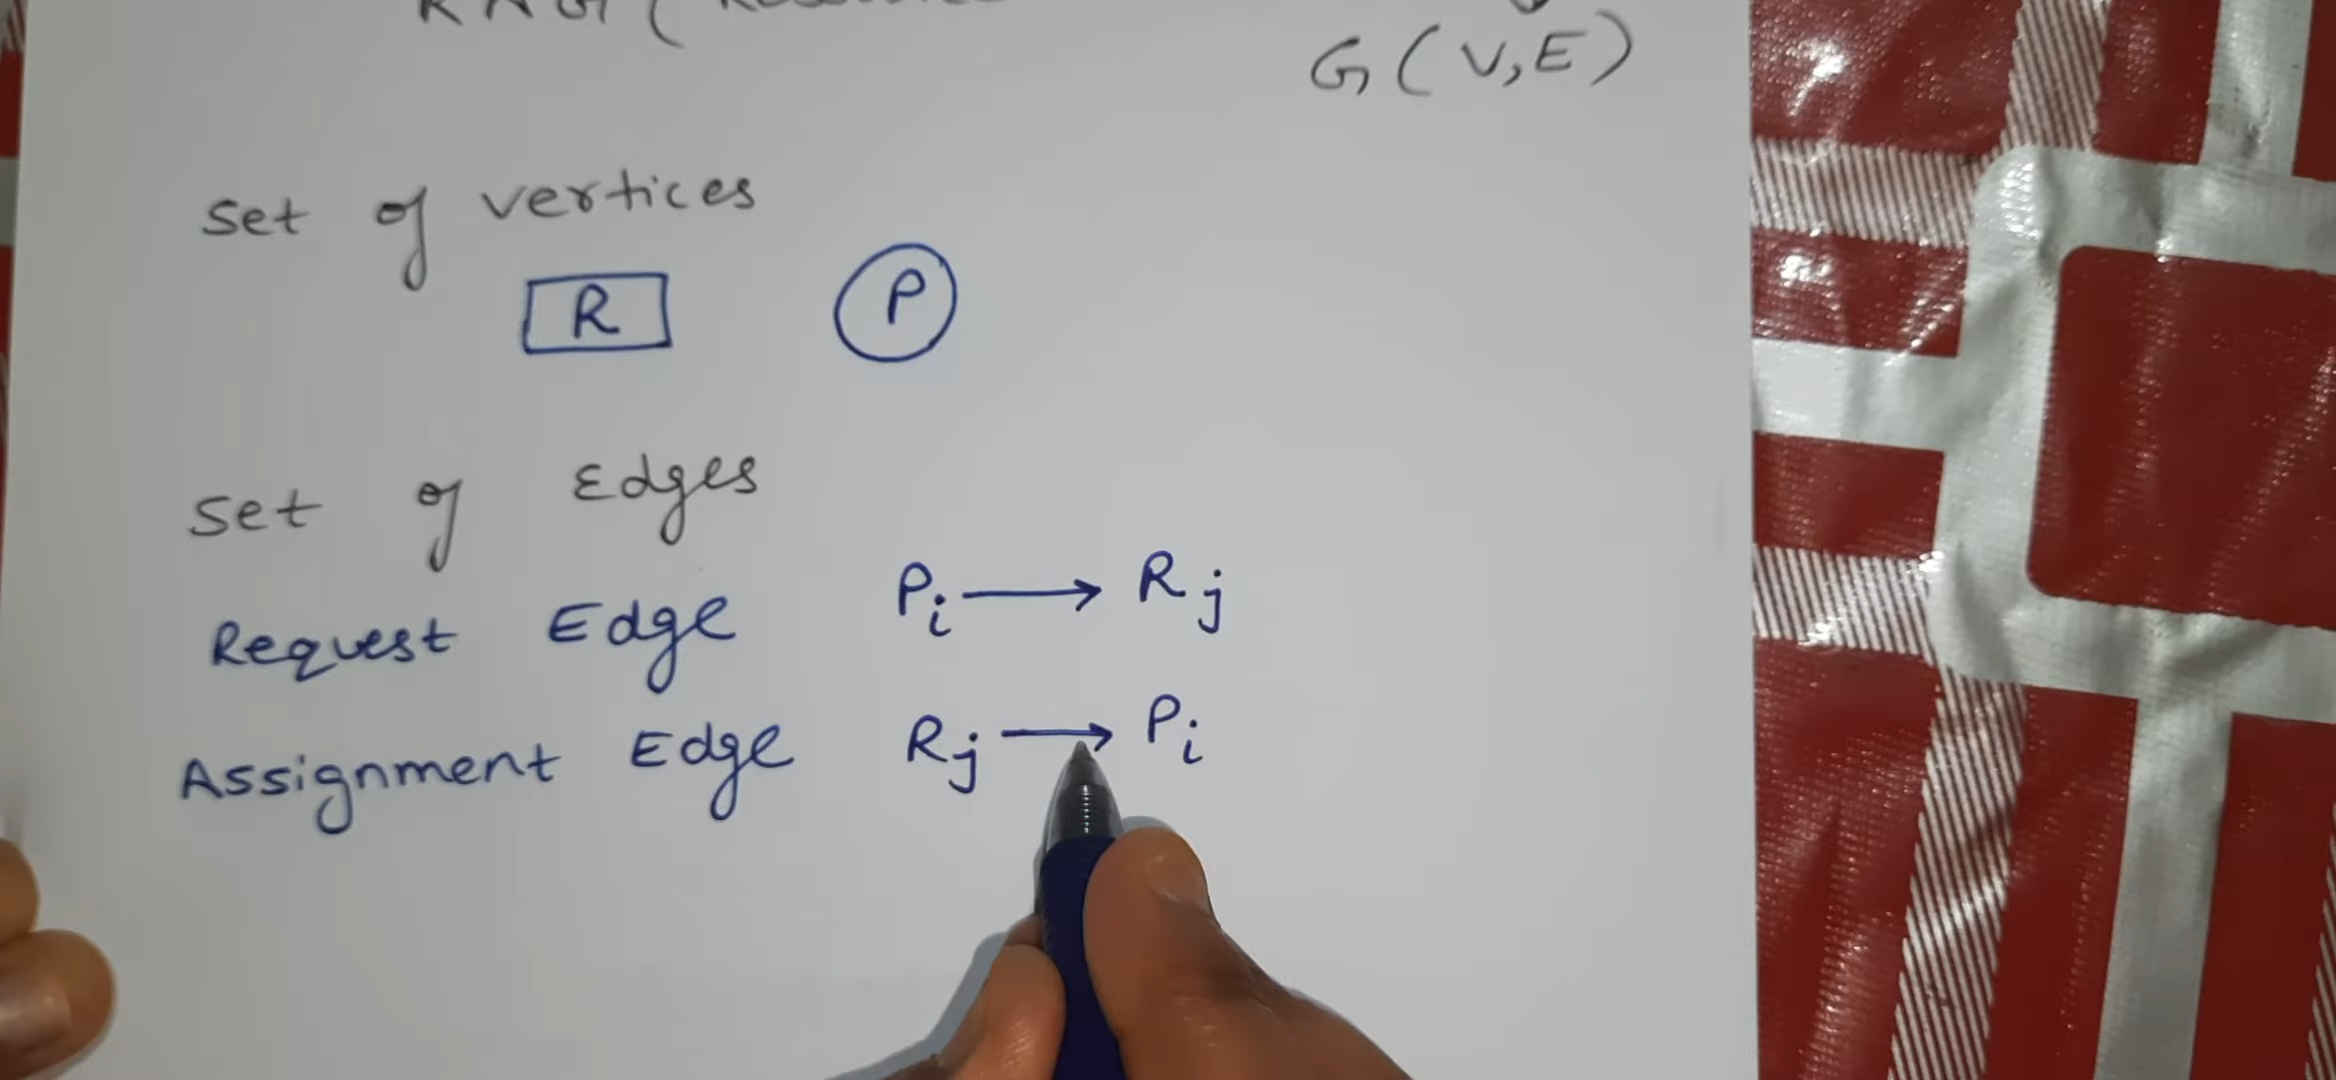 G(V,E)
set of vertices
R P
set of Edges
Request Edge Pi → Rj
Assignment Edge Rj → Pi